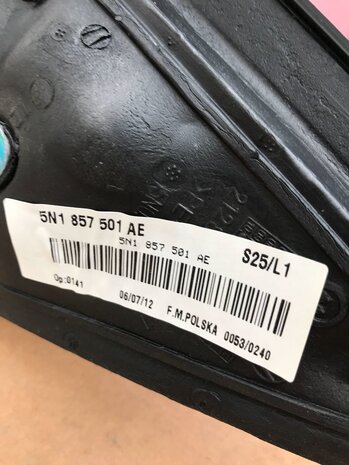 5N1 857 501 AE
5N1 857 501 AE
S25/L1
Op:0141
06/07/12
F.M.POLSKA
0053/0240